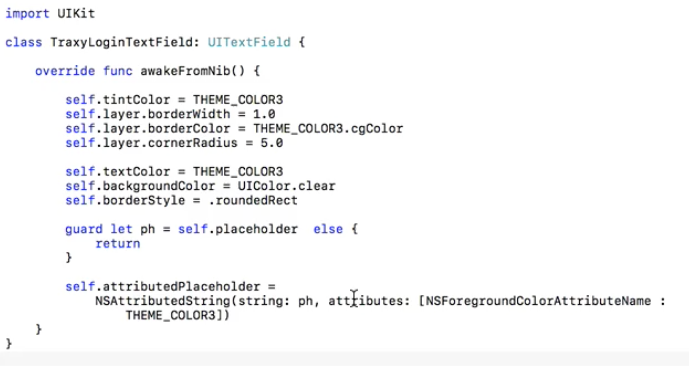 import UIKit
class TraxyLoginTextField: UITextField {
override func awakeFromNib() {
self.tintColor = THEME_COLOR3
self.layer.borderWidth = 1.0
self.layer.borderColor = THEME_COLOR3.cgColor
self.layer.cornerRadius = 5.0
self.textColor = THEME_COLOR3
self.backgroundColor = UIColor.clear
self.borderStyle = .roundedRect
guard let ph = self.placeholder  else {
return
}
self.attributedPlaceholder =
NSAttributedString(string: ph, attributes: [NSForegroundColorAttributeName :
THEME_COLOR3])
}
}